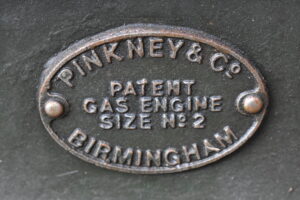 PINKNEY & Co
PATENT
GAS ENGINE
SIZE No 2
BIRMINGHAM